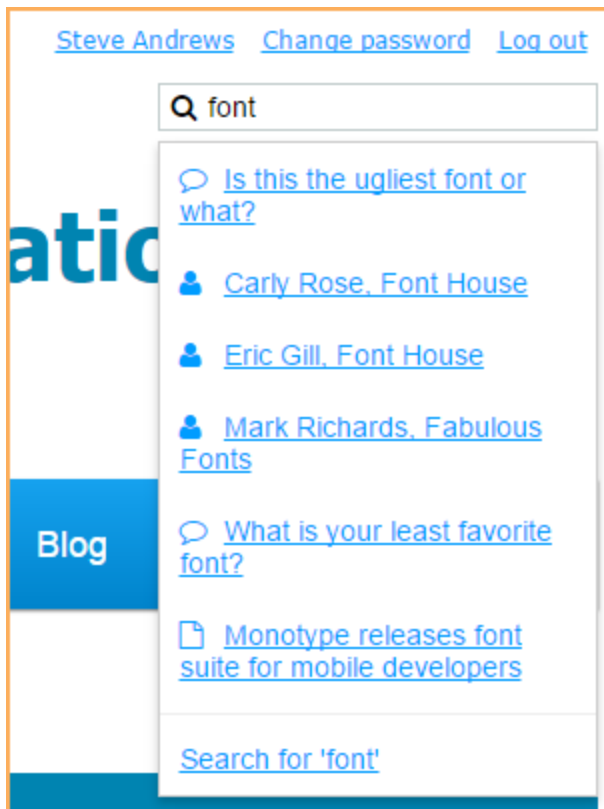 Steve Andrews Change password Log out
font
Is this the ugliest font or
what?
Carly Rose, Font House
Eric Gill, Font House
Mark Richards, Fabulous
Fonts
Blog
What is your least favorite
font?
Monotype releases font
suite for mobile developers
Search for 'font'